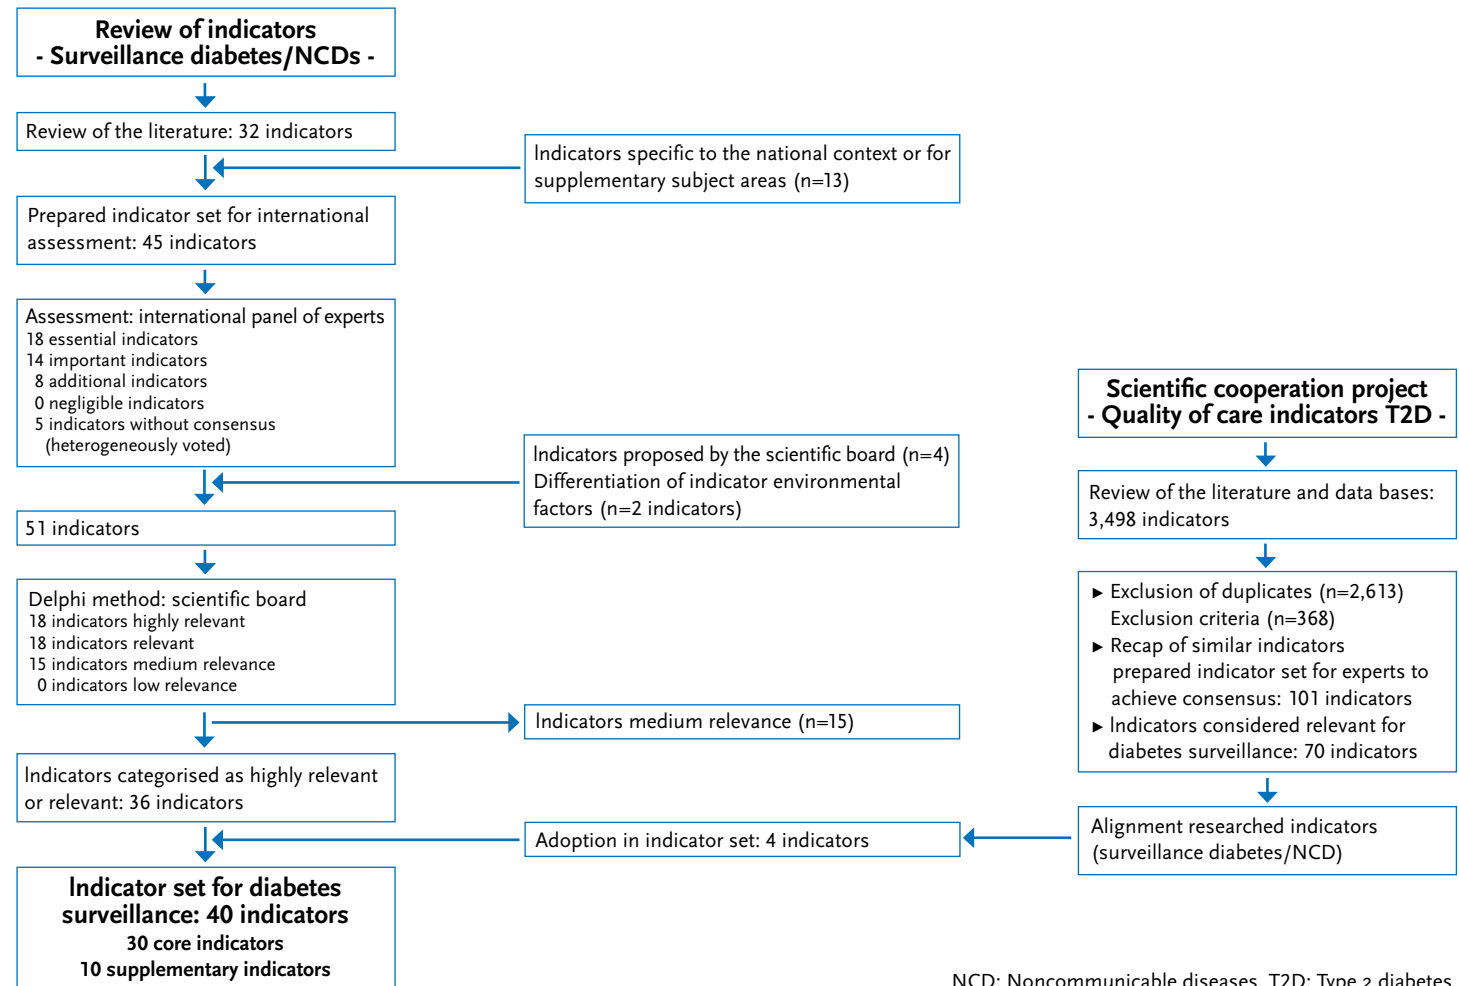 Review of indicators
- Surveillance diabetes/NCDs -
Review of the literature: 32 indicators
Indicators specific to the national context or for
supplementary subject areas (n=13)
Prepared indicator set for international
assessment: 45 indicators
Assessment: international panel of experts
18 essential indicators
14 important indicators
8 additional indicators
0 negligible indicators
5 indicators without consensus
(heterogeneously voted)
Indicators proposed by the scientific board (n=4)
Differentiation of indicator environmental
factors (n=2 indicators)
51 indicators
Delphi method: scientific board
18 indicators highly relevant
18 indicators relevant
15 indicators medium relevance
0 indicators low relevance
Indicators medium relevance (n=15)
Indicators categorised as highly relevant
or relevant: 36 indicators
Scientific cooperation project
- Quality of care indicators T2D -
Review of the literature and data bases:
3,498 indicators
► Exclusion of duplicates (n=2,613)
Exclusion criteria (n=368)
► Recap of similar indicators
prepared indicator set for experts to
achieve consensus: 101 indicators
► Indicators considered relevant for
diabetes surveillance: 70 indicators
Alignment researched indicators
(surveillance diabetes/NCD)
Adoption in indicator set: 4 indicators
Indicator set for diabetes
surveillance: 40 indicators
30 core indicators
10 supplementary indicators
NCD: Noncommunicable diseases, T2D: Type 2 diabetes